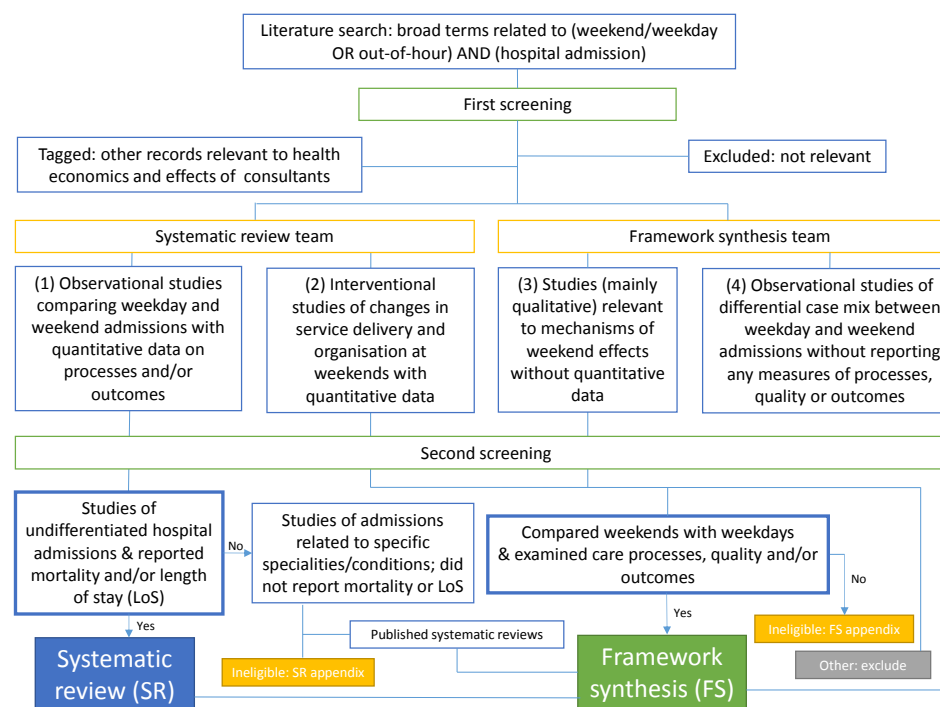 Literature search: broad terms related to (weekend/weekday
OR out-of-hour) AND (hospital admission)
First screening
Tagged: other records relevant to health
economics and effects of consultants
Excluded: not relevant
Systematic review team
Framework synthesis team
(1) Observational studies
comparing weekday and
weekend admissions with
quantitative data on
processes and/or
outcomes
(2) Interventional
studies of changes in
service delivery and
organisation at
weekends with
quantitative data
(3) Studies (mainly
qualitative) relevant
to mechanisms of
weekend effects
without quantitative
data
(4) Observational studies of
differential case mix between
weekday and weekend
admissions without reporting
any measures of processes,
quality or outcomes
Second screening
Studies of
undifferentiated hospital
admissions & reported
mortality and/or length
of stay (LoS)
No
Studies of admissions
related to specific
specialities/conditions; did
not report mortality or LoS
Compared weekends with weekdays
& examined care processes, quality and/or
outcomes
No
Yes
Yes
Published systematic reviews
Ineligible: FS appendix
Systematic
review (SR)
Ineligible: SR appendix
Framework
synthesis (FS)
Other: exclude